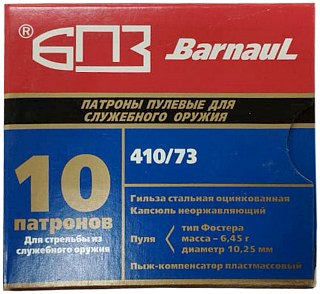 ® БПЗ Barnaul
ПАТРОНЫ ПУЛЕВЫЕ ДЛЯ
СЛУЖЕБНОГО ОРУЖИЯ
10
ПАТРОНОВ
Для стрельбы из
служебного оружия
410/73
Гильза стальная оцинкованная
Капсюль неоржавляющий
Пуля
тип Фостера
масса – 6,45 г
диаметр 10,25 мм
Пыж-компенсатор пластмассовый